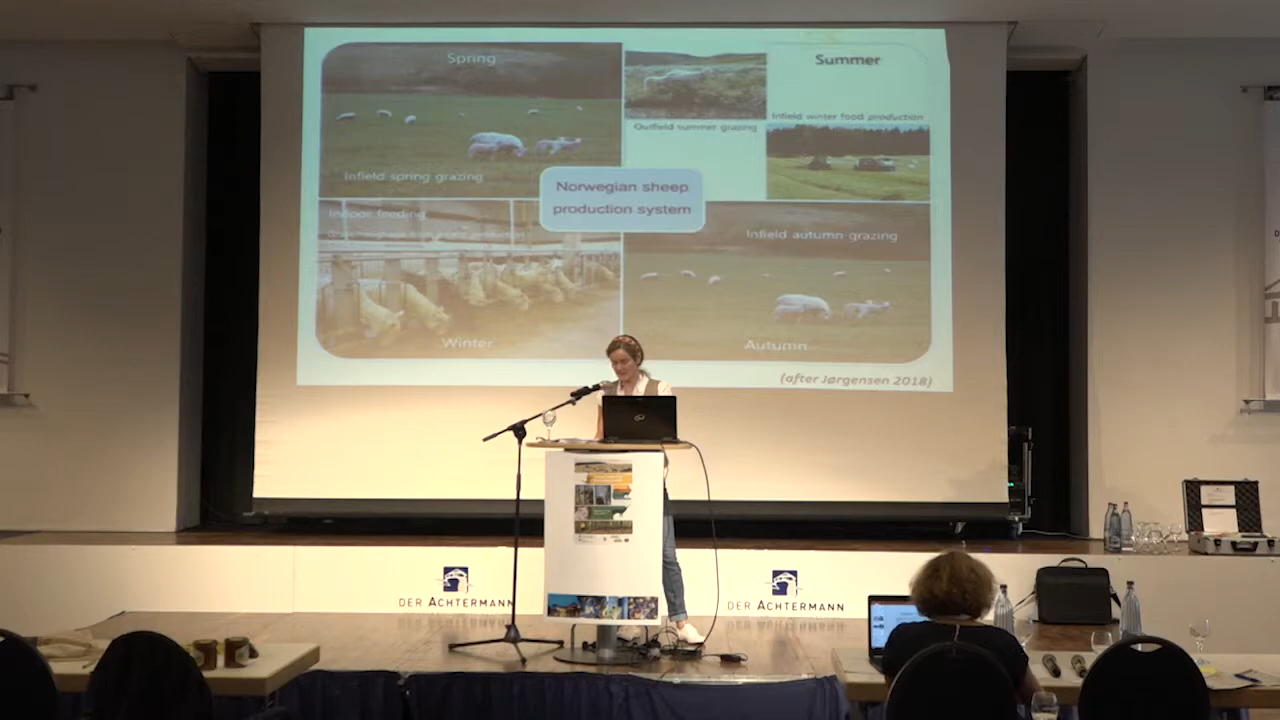 Spring
Summer
Infield winter food production
Outfield summer grazing
Infield spring grazing
Norwegian sheep
production system
Indoor feeding
Infield autumn grazing
Winter
Autumn
(after Jørgensen 2018)
DER ACHTERMANN
DER ACHTERMANN